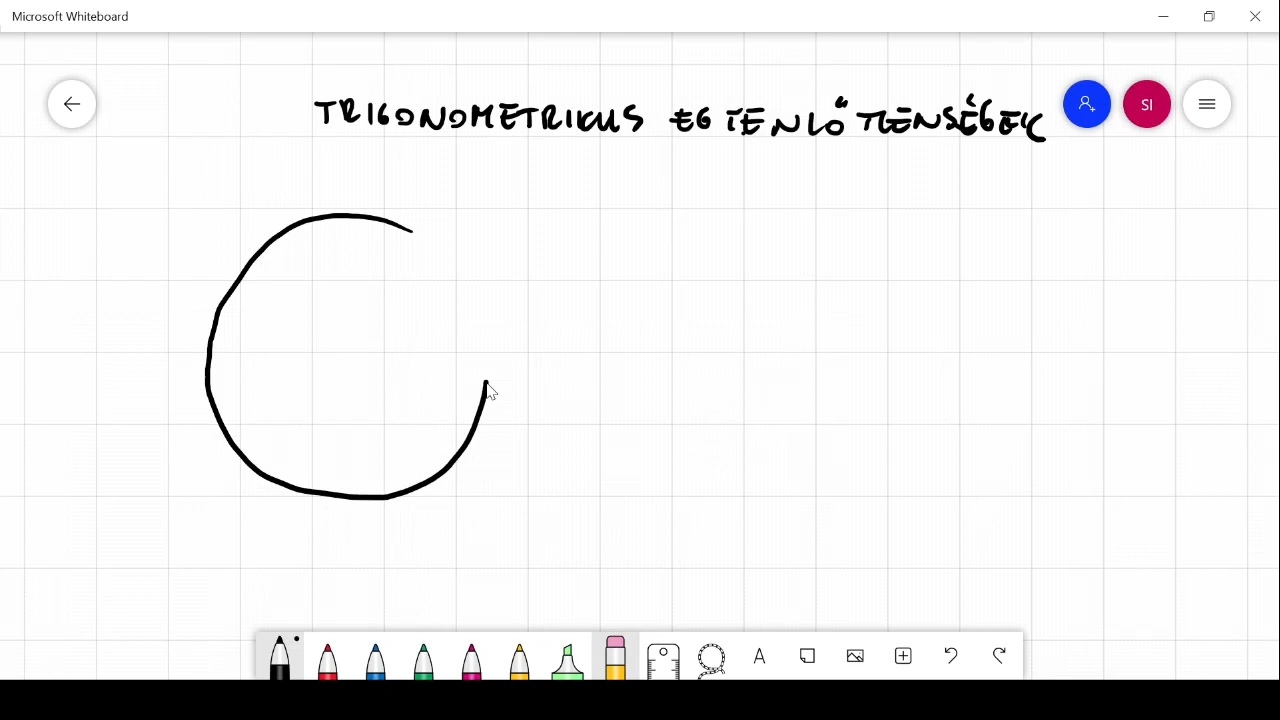 Microsoft Whiteboard
TRIGONOMETRIKUS EGYENLŐTLENSÉGEK
SI
A